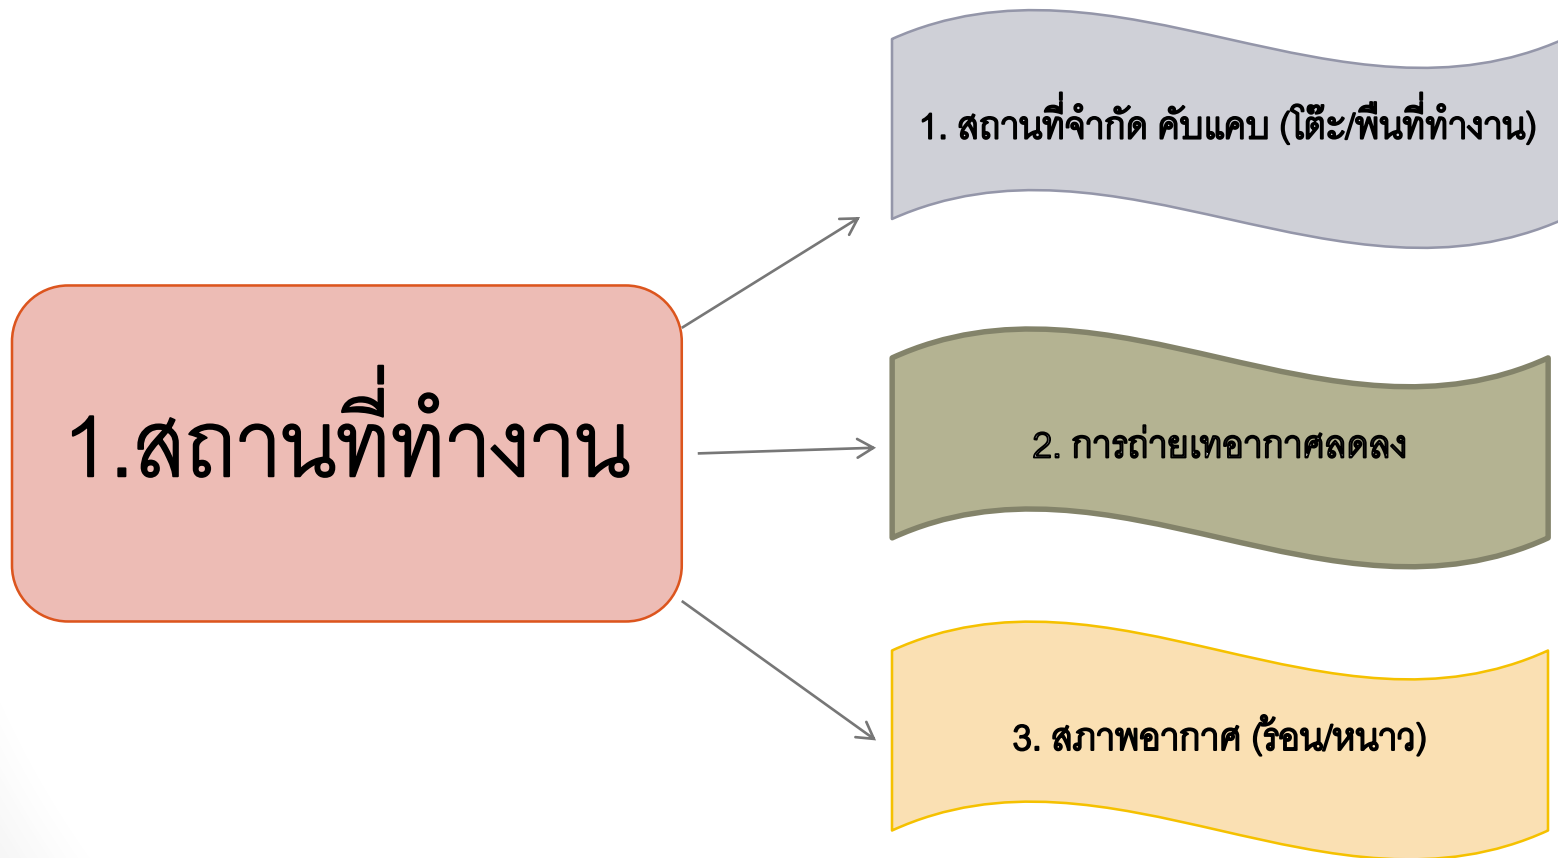 1. สถานที่จำกัด คับแคบ (โต๊ะ/พื้นที่ทำงาน)
1.สถานที่ทำงาน
2. การถ่ายเทอากาศลดลง
3. สภาพอากาศ (ร้อน/หนาว)